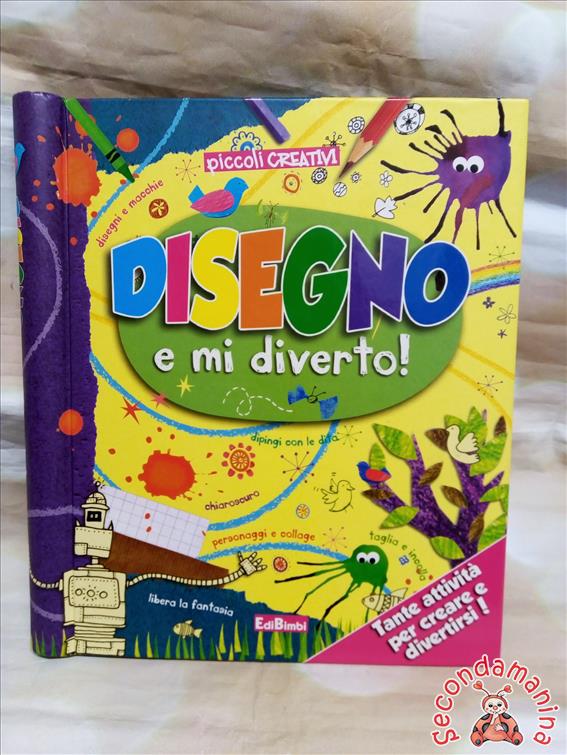 piccoli CREATIVI
disegni e macchie
DISEGNO
e mi diverto!
dipingi con le dita
chiaroscuro
personaggi e collage
taglia e incolla
libera la fantasia
EdiBimbi
Tante attività
per creare e
divertirsi!
Secondamanina